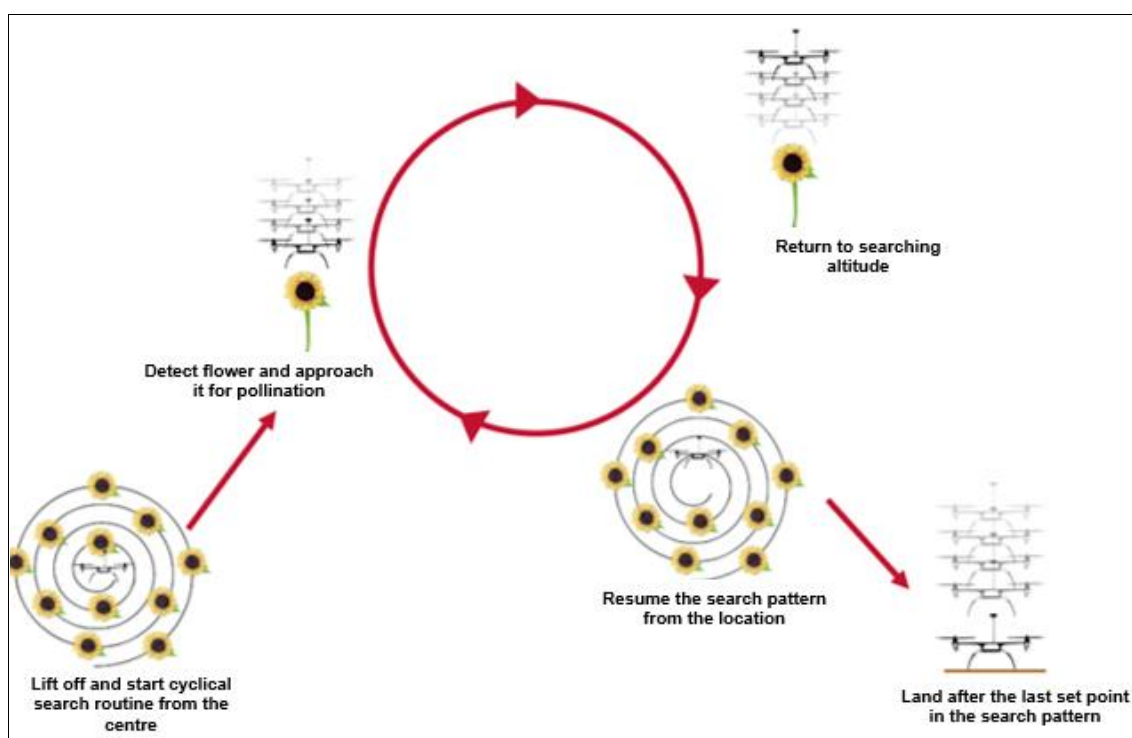 Return to searching
altitude
Detect flower and approach
it for pollination
Resume the search pattern
from the location
Lift off and start cyclical
search routine from the
centre
Land after the last set point
in the search pattern